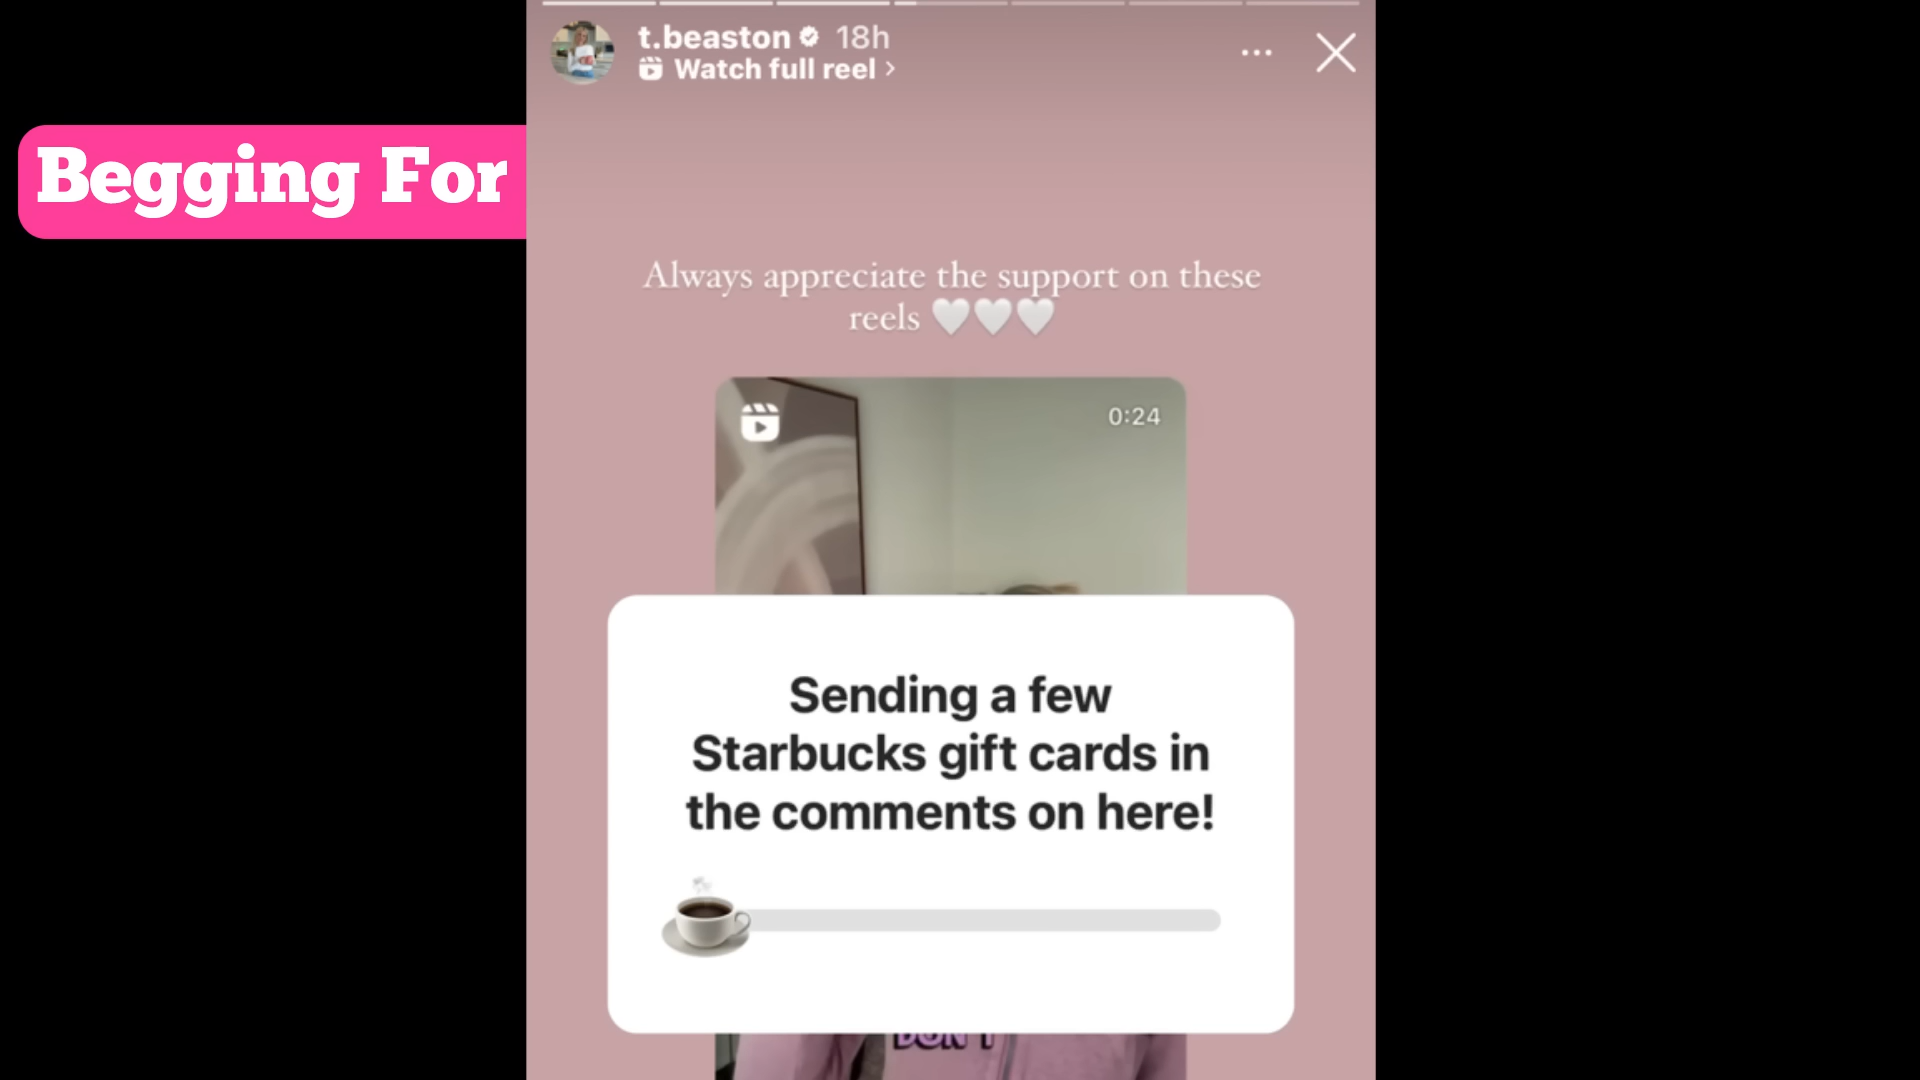 t.beaston 18h
Watch full reel
Begging For
Always appreciate the support on these
reels 🤍🤍🤍
0:24
Sending a few
Starbucks gift cards in
the comments on here!
DON'T